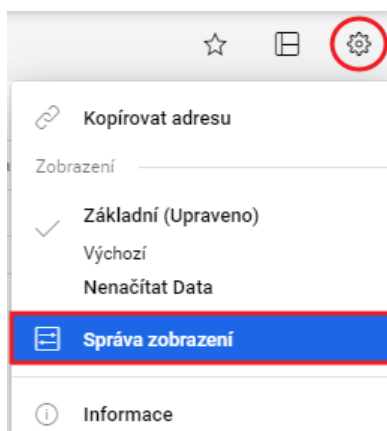 Kopírovat adresu
Zobrazení
Základní (Upraveno)
Výchozí
Nenačítat Data
Správa zobrazení
Informace